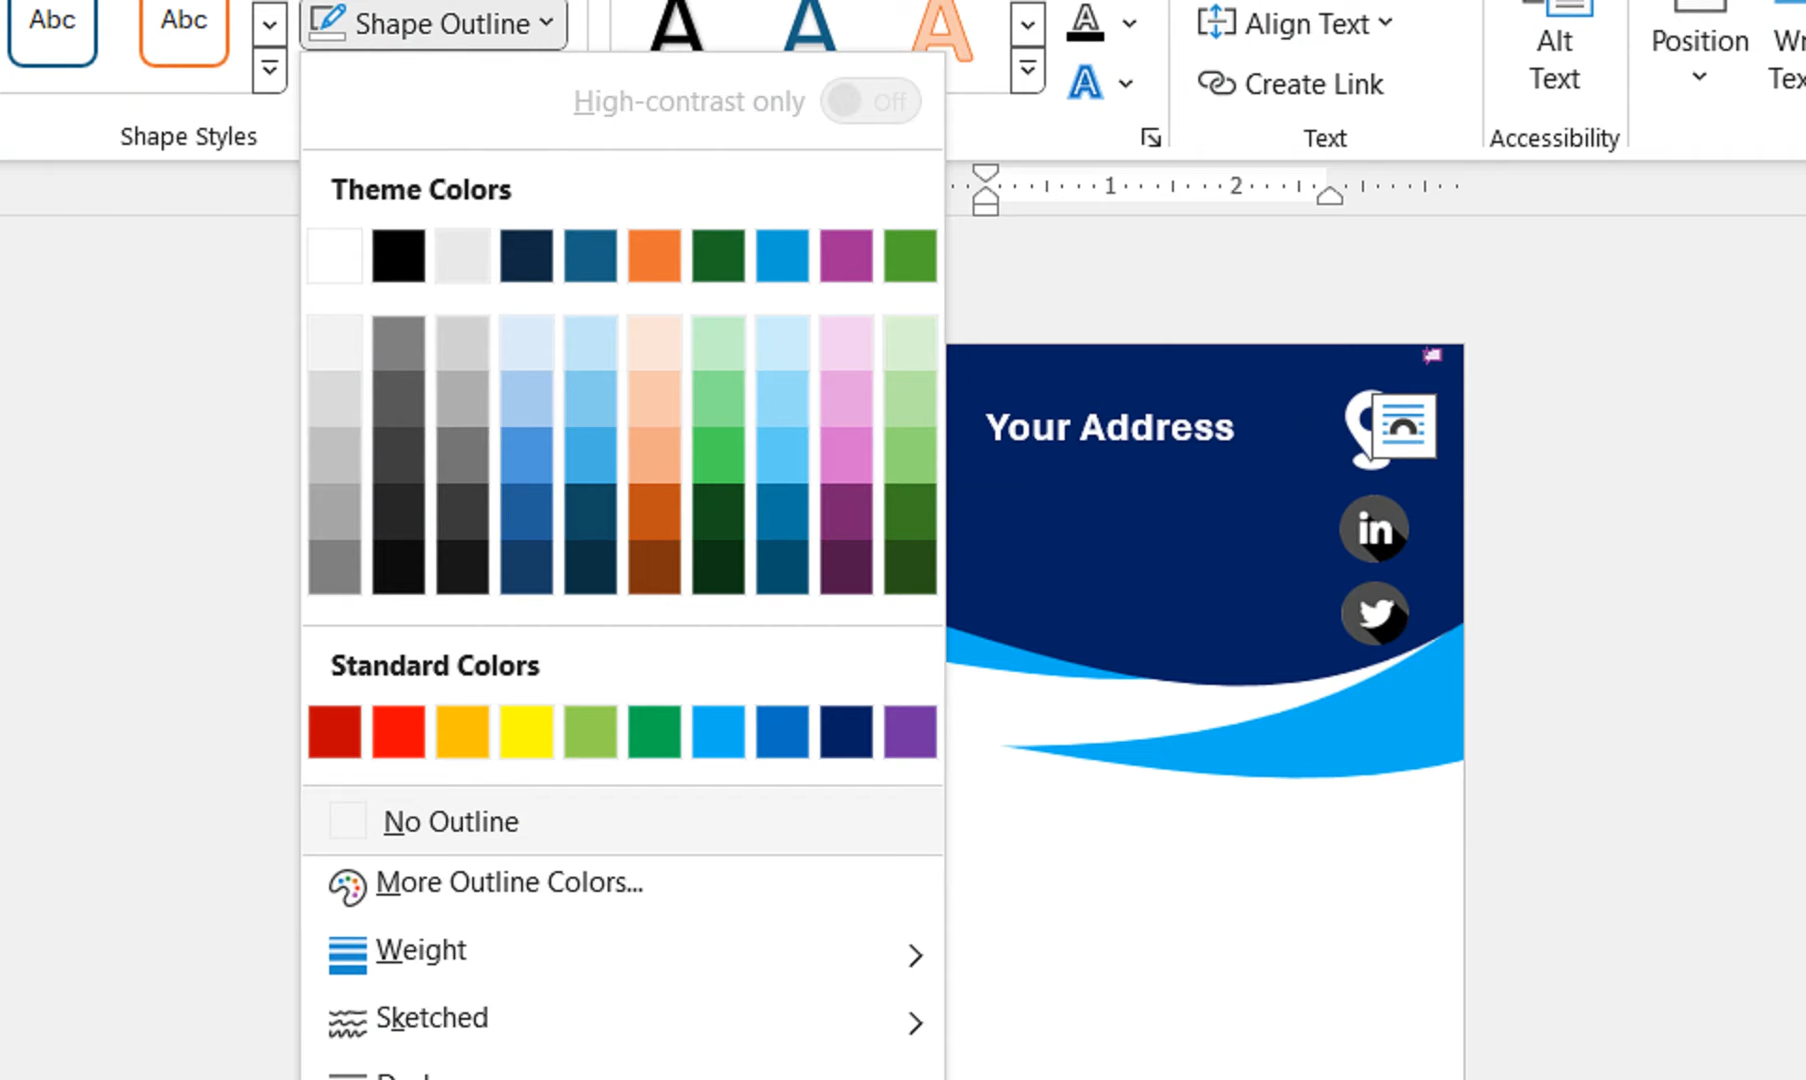 Abc
Abc
Shape Outline
A
A
A
A
A
Align Text
Create Link
Alt
Text
Position
Shape Styles
Text
Accessibility
High-contrast only
Off
Theme Colors
1
2
Your Address
in
Standard Colors
No Outline
More Outline Colors...
Weight
Sketched